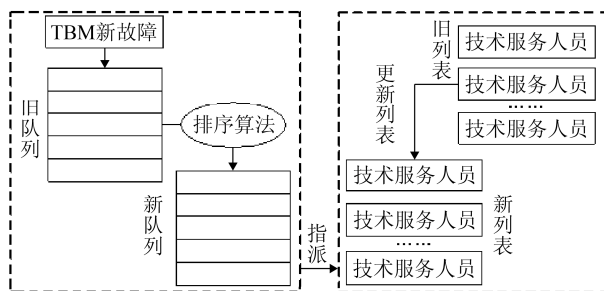 TBM新故障
旧队列
排序算法
新队列
指派
旧列表
技术服务人员
技术服务人员
……
技术服务人员
更新列表
技术服务人员
技术服务人员
……
技术服务人员
新列表